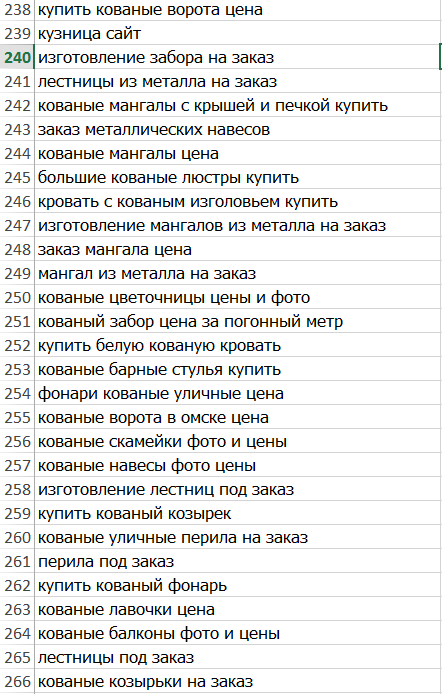 238 купить кованые ворота цена
239 кузница сайт
240 изготовление забора на заказ
241 лестницы из металла на заказ
242 кованые мангалы с крышей и печкой купить
243 заказ металлических навесов
244 кованые мангалы цена
245 большие кованые люстры купить
246 кровать с кованым изголовьем купить
247 изготовление мангалов из металла на заказ
248 заказ мангала цена
249 мангал из металла на заказ
250 кованые цветочницы цены и фото
251 кованый забор цена за погонный метр
252 купить белую кованую кровать
253 кованые барные стулья купить
254 фонари кованые уличные цена
255 кованые ворота в омске цена
256 кованые скамейки фото и цены
257 кованые навесы фото цены
258 изготовление лестниц под заказ
259 купить кованый козырек
260 кованые уличные перила на заказ
261 перила под заказ
262 купить кованый фонарь
263 кованые лавочки цена
264 кованые балконы фото и цены
265 лестницы под заказ
266 кованые козырьки на заказ